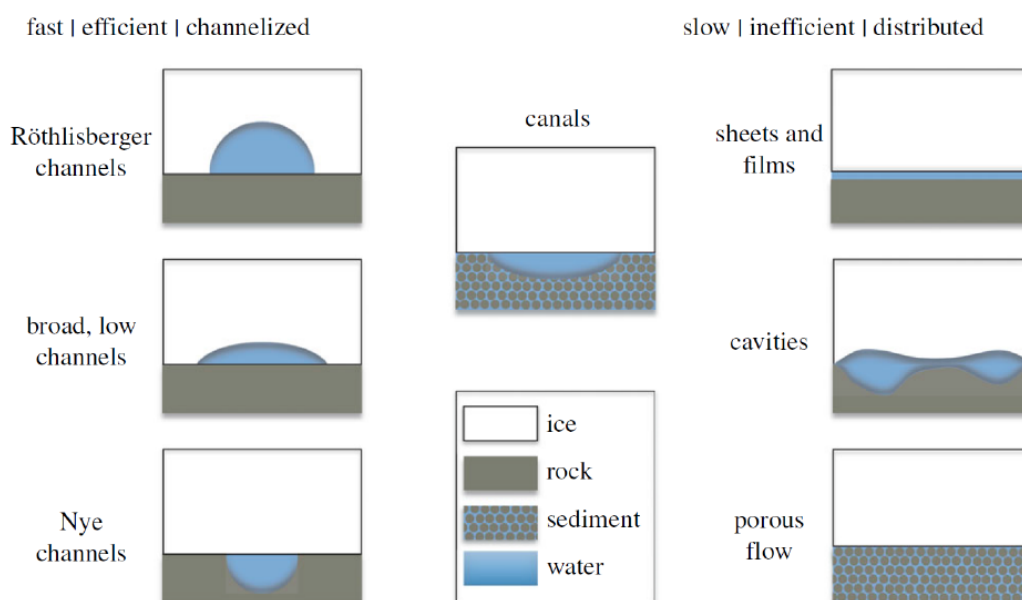 fast | efficient | channelized
slow | inefficient | distributed
Röthlisberger
channels
canals
sheets and
films
broad, low
channels
cavities
Nye
channels
ice
rock
sediment
water
porous
flow